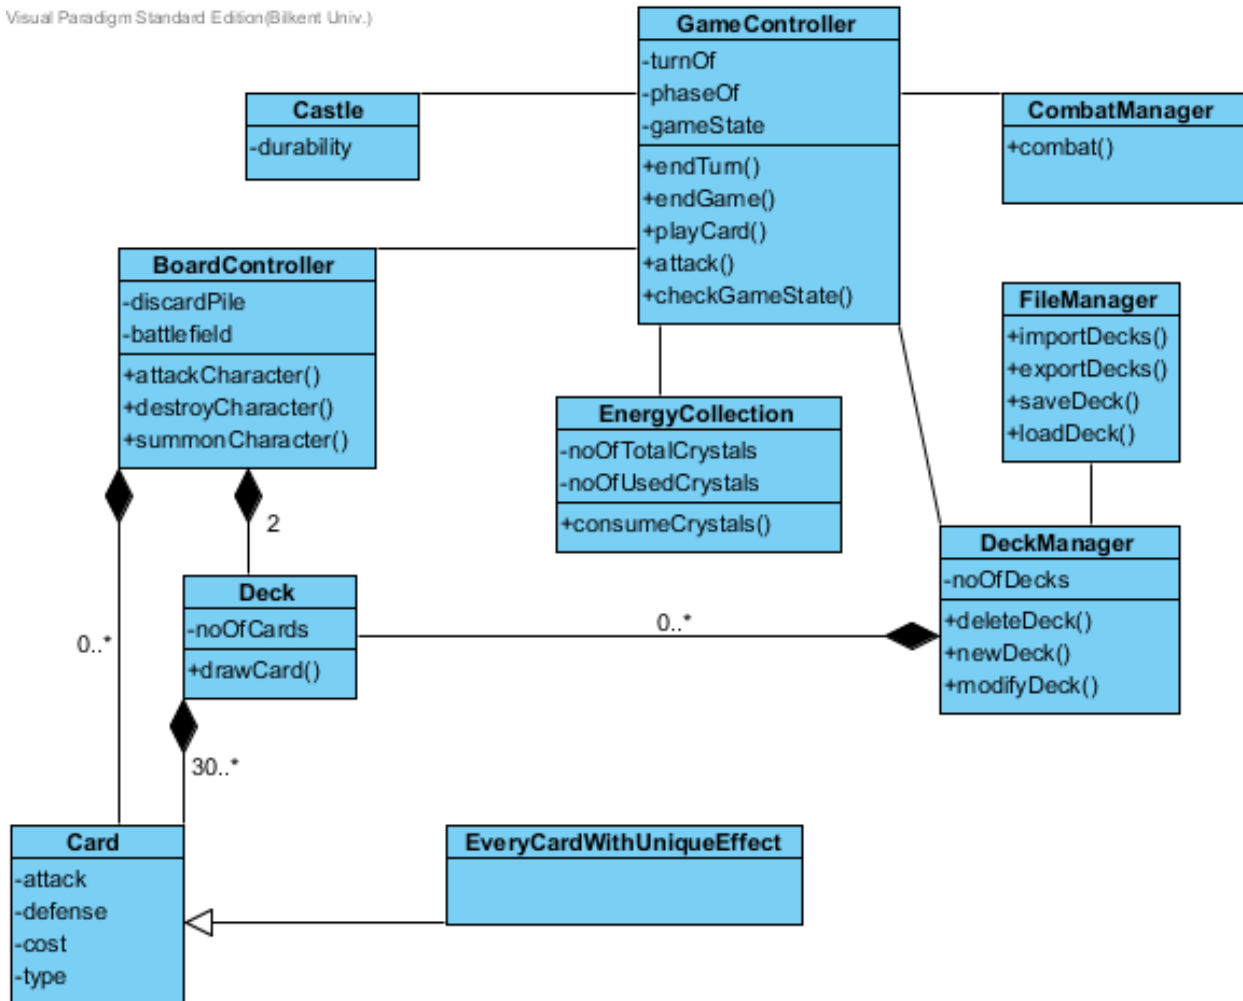 Visual Paradigm Standard Edition(Bilkent Univ.)
GameController
-turnOf
-phaseOf
-gameState
+endTurn()
+endGame()
+playCard()
+attack()
+checkGameState()
Castle
-durability
CombatManager
+combat()
BoardController
-discardPile
-battlefield
+attackCharacter()
+destroyCharacter()
+summonCharacter()
FileManager
+importDecks()
+exportDecks()
+saveDeck()
+loadDeck()
EnergyCollection
-noOfTotalCrystals
-noOfUsedCrystals
+consumeCrystals()
2
DeckManager
-noOfDecks
+deleteDeck()
+newDeck()
+modifyDeck()
Deck
-noOfCards
+drawCard()
0..*
0..*
30..*
Card
-attack
-defense
-cost
-type
EveryCardWithUniqueEffect